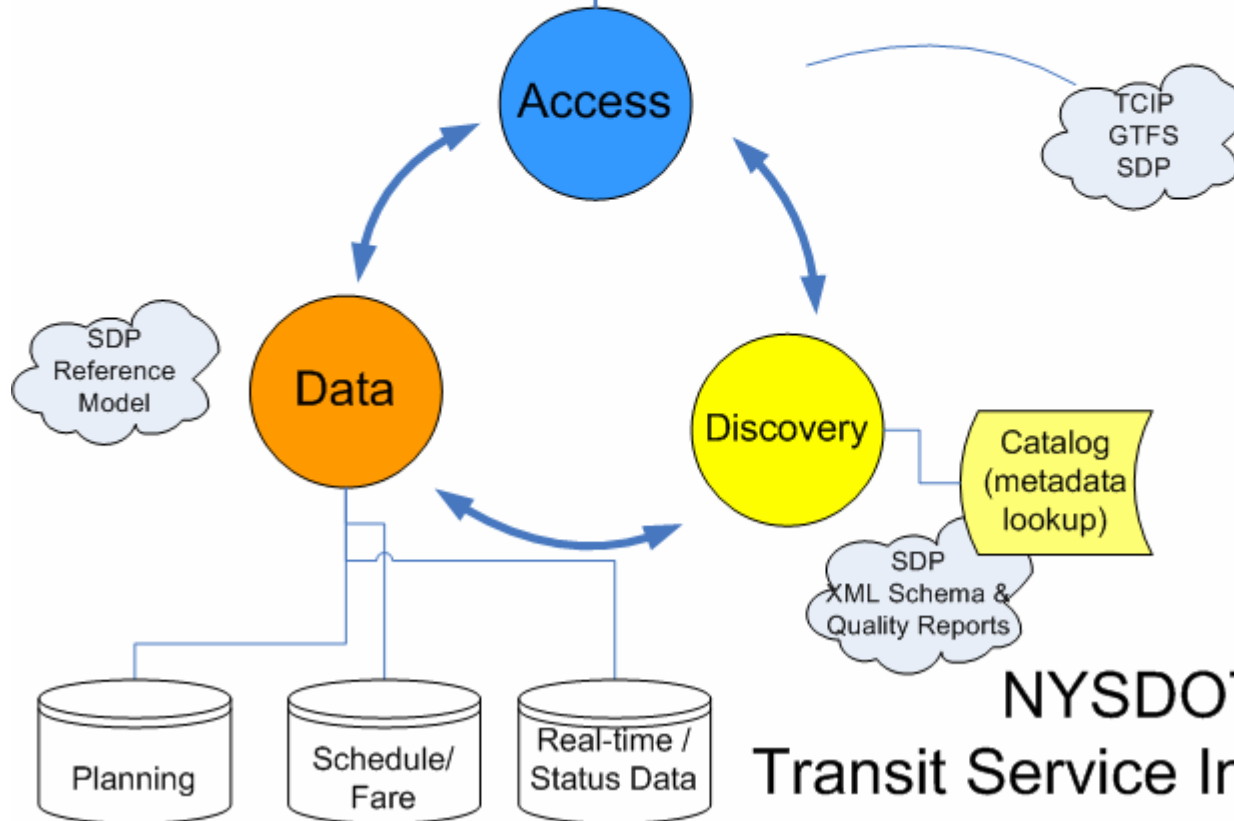 Access
TCIP
GTFS
SDP
SDP
Reference
Model
Data
Discovery
Catalog
(metadata
lookup)
SDP
XML Schema &
Quality Reports
Planning
Schedule/
Fare
Real-time /
Status Data
NYSDOT
Transit Service